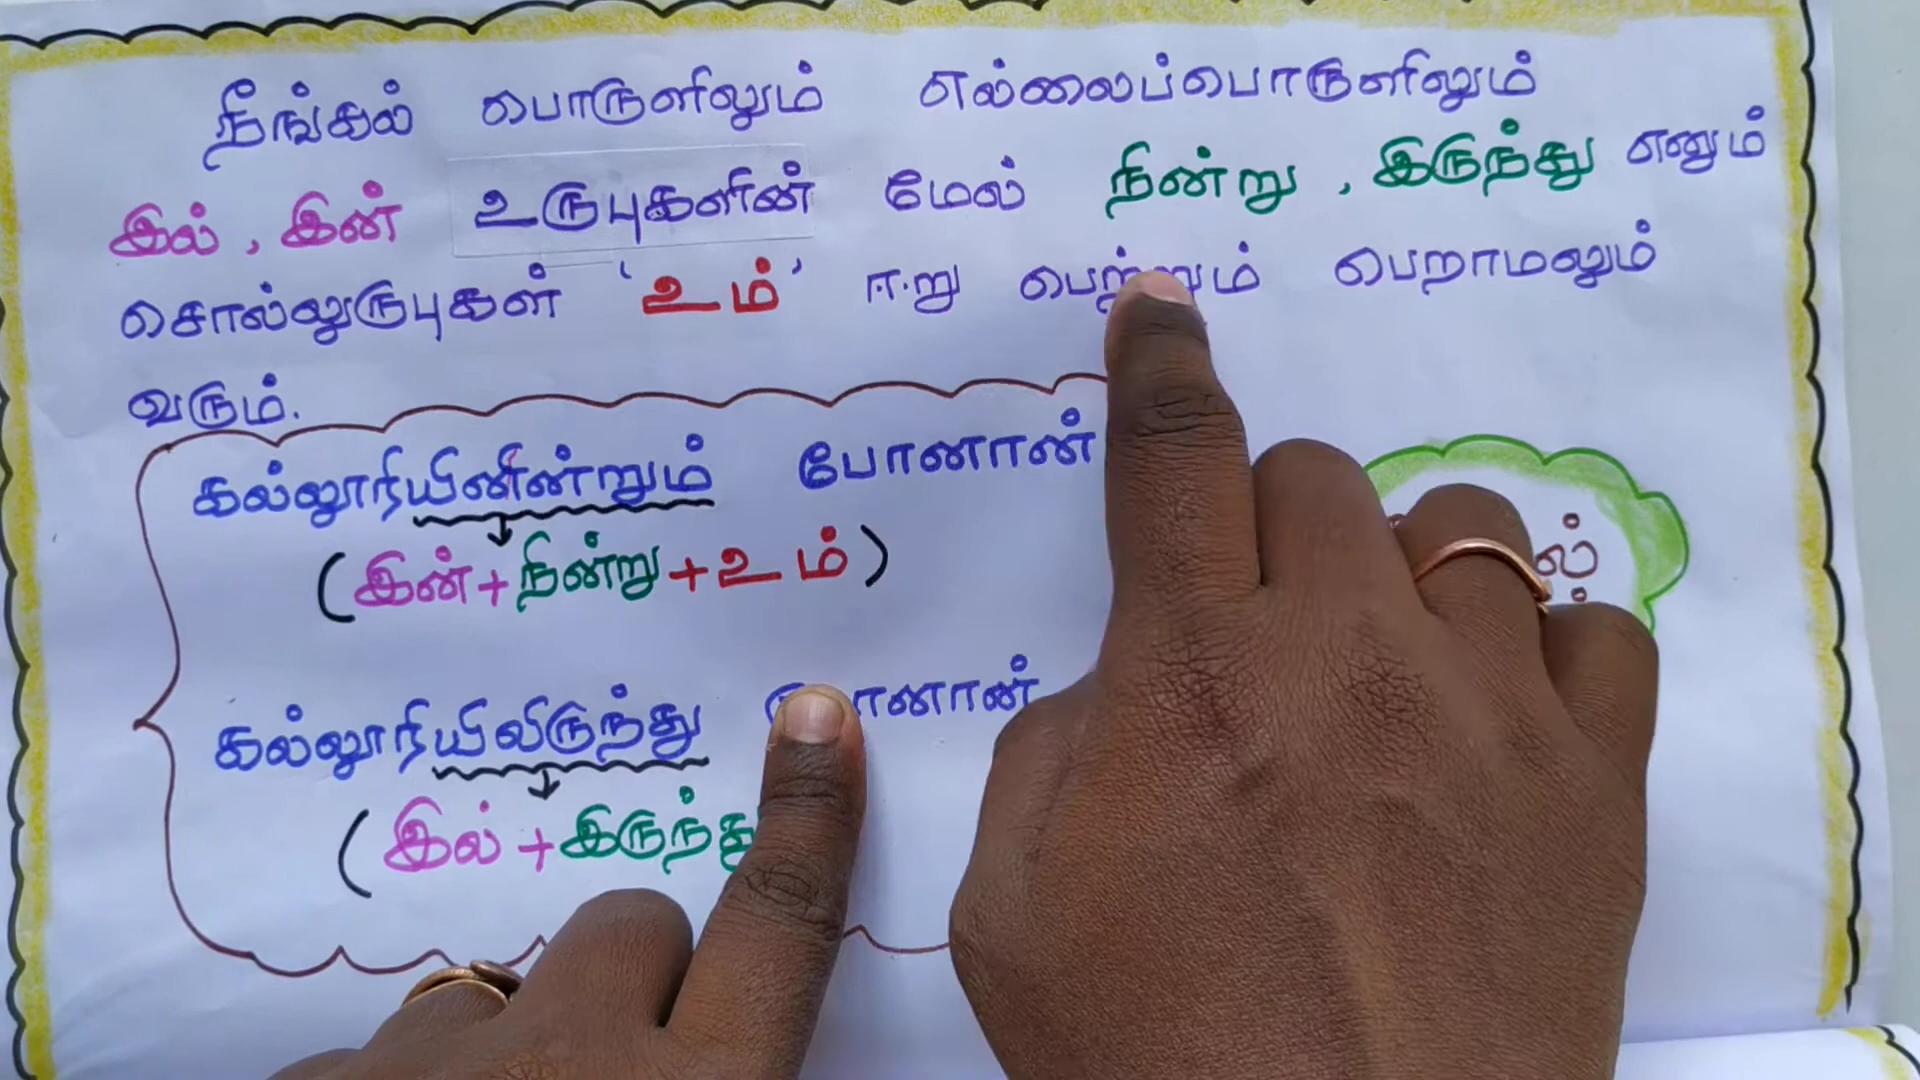 நீங்கல் பொருளிலும் எல்லைப்பொருளிலும்
இல், இன் உருபுகளின் மேல் நின்று, இருந்து எனும்
சொல்லுருபுகள் 'உம்' ஈறு பெற்றும் பெறாமலும்
வரும்.
கல்லூரியினின்றும் போனான்
(இன்+நின்று+உம்)
கல்லூரியிலிருந்து போனான்
(இல்+இருந்து